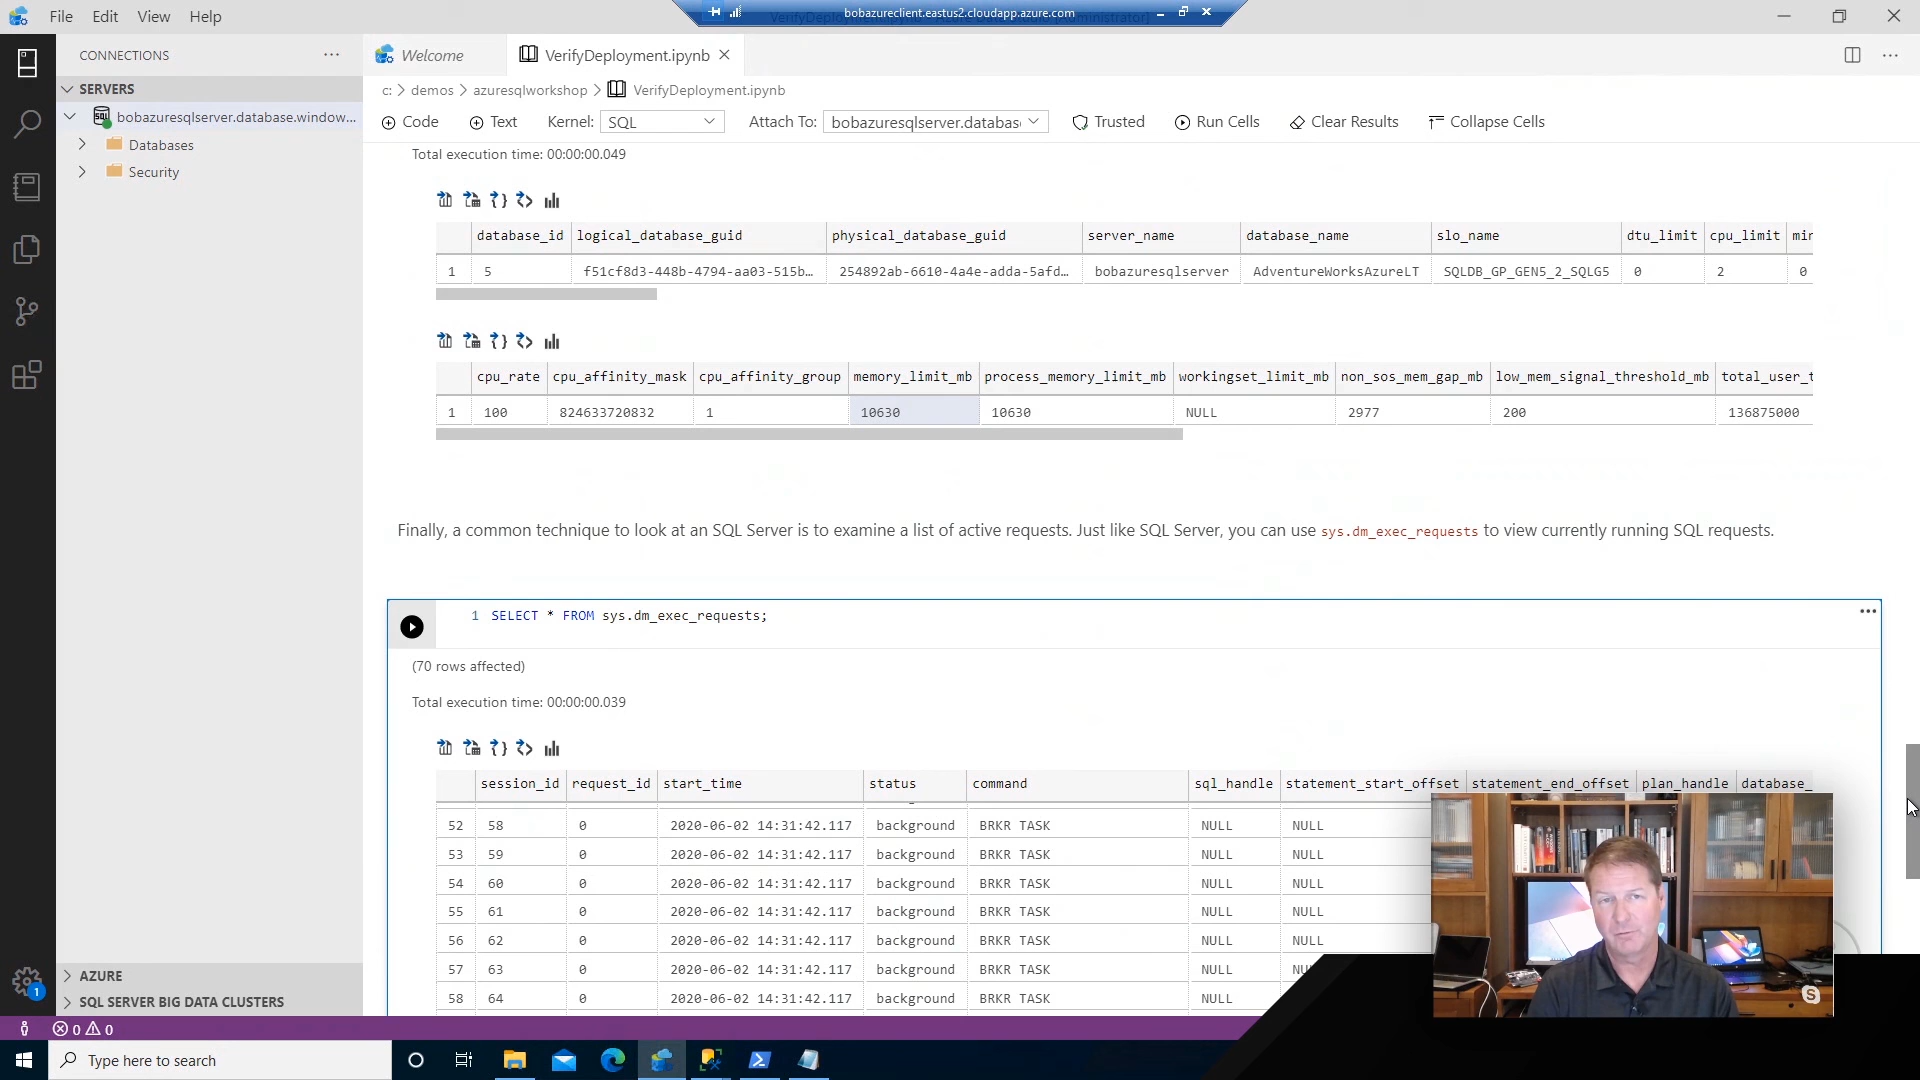 File Edit View Help
bobazureclient.eastus2.cloudapp.azure.com
CONNECTIONS
SERVERS
bobazuresqlserver.database.window...
Databases
Security
AZURE
SQL SERVER BIG DATA CLUSTERS
Welcome VerifyDeployment.ipynb
c: > demos > azuresqlworkshop > VerifyDeployment.ipynb
Code Text Kernel: SQL Attach To: bobazuresqlserver.databas Trusted Run Cells Clear Results Collapse Cells
Total execution time: 00:00:00.049
database_id logical_database_guid physical_database_guid server_name database_name slo_name dtu_limit cpu_limit min
1 5 f51cf8d3-448b-4794-aa03-515b... 254892ab-6610-4a4e-adda-5afd... bobazuresqlserver AdventureWorksAzureLT SQLDB_GP_GEN5_2_SQLG5 0 2 0
cpu_rate cpu_affinity_mask cpu_affinity_group memory_limit_mb process_memory_limit_mb workingset_limit_mb non_sos_mem_gap_mb low_mem_signal_threshold_mb total_user_t
1 100 824633720832 1 10630 10630 NULL 2977 200 136875000
Finally, a common technique to look at an SQL Server is to examine a list of active requests. Just like SQL Server, you can use sys.dm_exec_requests to view currently running SQL requests.
1 SELECT * FROM sys.dm_exec_requests;
(70 rows affected)
Total execution time: 00:00:00.039
session_id request_id start_time status command sql_handle statement_start_offset statement_end_offset plan_handle database_
52 58 0 2020-06-02 14:31:42.117 background BRKR TASK NULL NULL
53 59 0 2020-06-02 14:31:42.117 background BRKR TASK NULL NULL
54 60 0 2020-06-02 14:31:42.117 background BRKR TASK NULL NULL
55 61 0 2020-06-02 14:31:42.117 background BRKR TASK NULL NULL
56 62 0 2020-06-02 14:31:42.117 background BRKR TASK NULL NULL
57 63 0 2020-06-02 14:31:42.117 background BRKR TASK NULL NU
58 64 0 2020-06-02 14:31:42.117 background BRKR TASK NULL
1
0 0
Type here to search